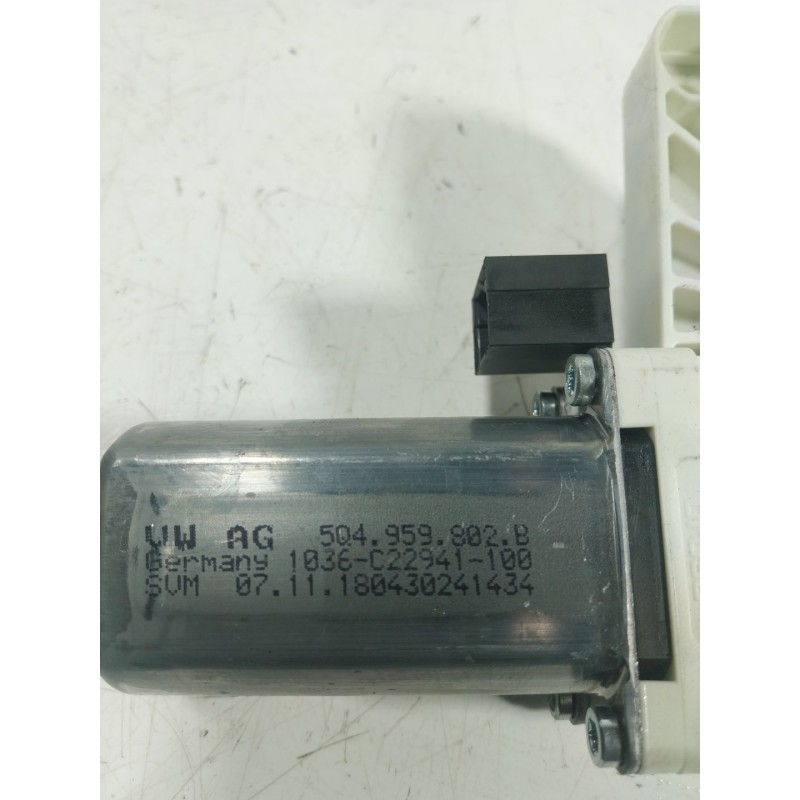 VW AG 5Q4.959.802.B
Germany 1036-C22941-100
SVM 07.11.180430241434